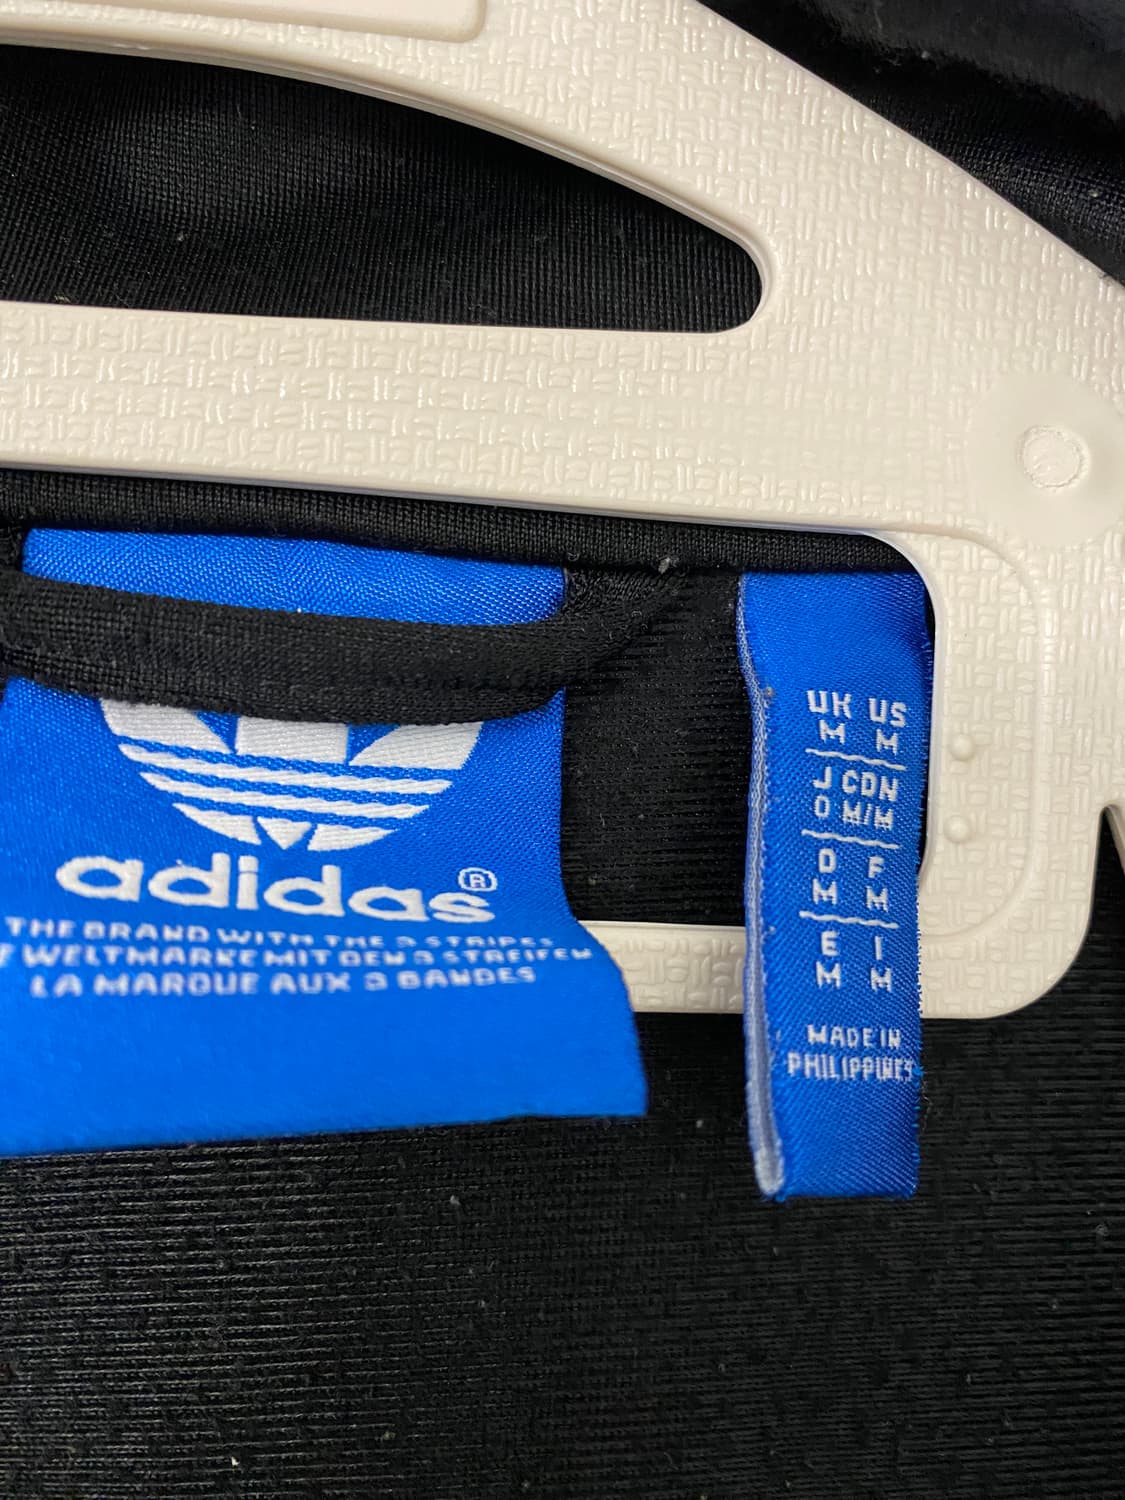 adidas®
THE BRAND WITH THE 3 STRIPES
WELTMARKE MIT DEN 3 STREIFEN
LA MARQUE AUX 3 BANDES
UK US
M M
J CDN
O M/M
D F
M M
E I
M M
MADE IN
PHILIPPINES